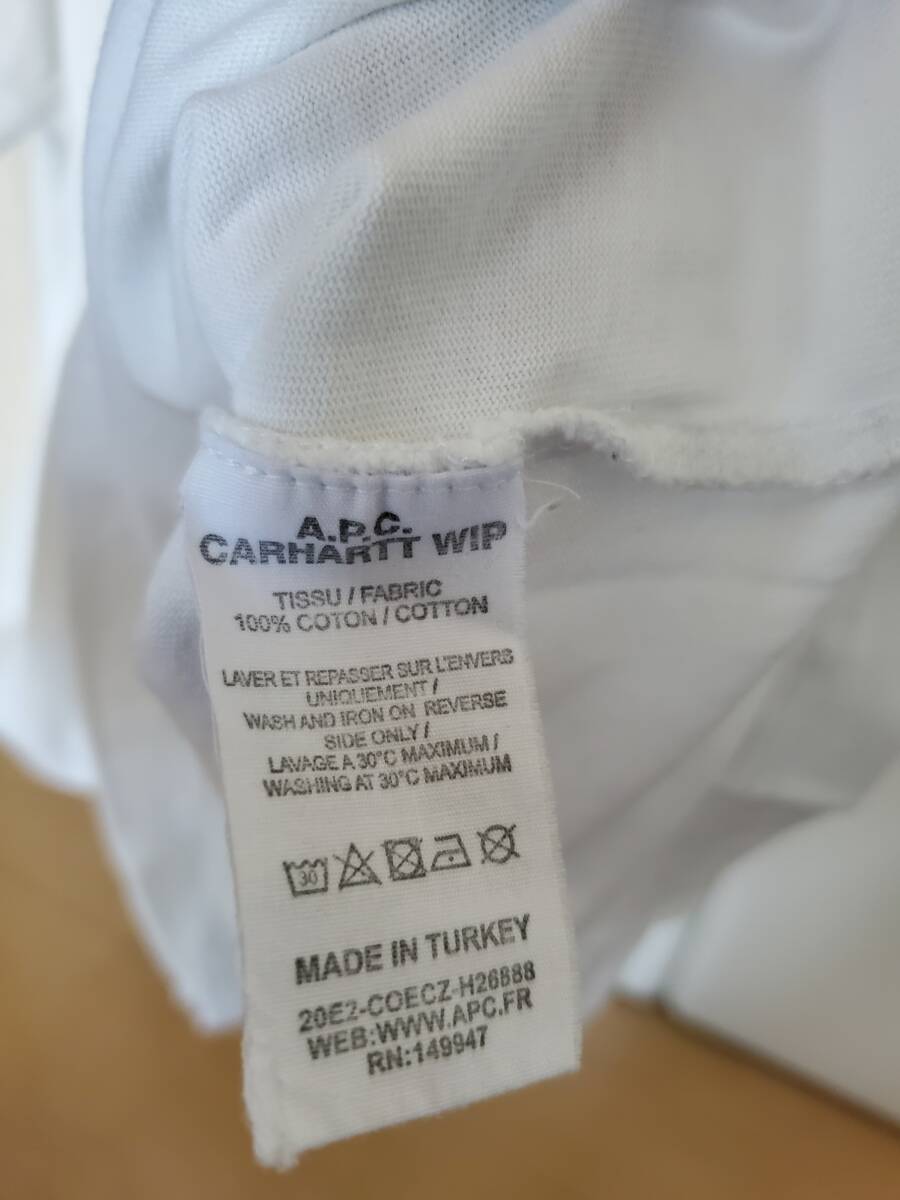 A.P.C.
CARHARTT WIP
TISSU / FABRIC
100% COTON / COTTON
LAVER ET REPASSER SUR L'ENVERS
UNIQUEMENT /
WASH AND IRON ON REVERSE
SIDE ONLY /
LAVAGE A 30°C MAXIMUM /
WASHING AT 30°C MAXIMUM
30
MADE IN TURKEY
20E2-COECZ-H26888
WEB:WWW.APC.FR
RN:149947